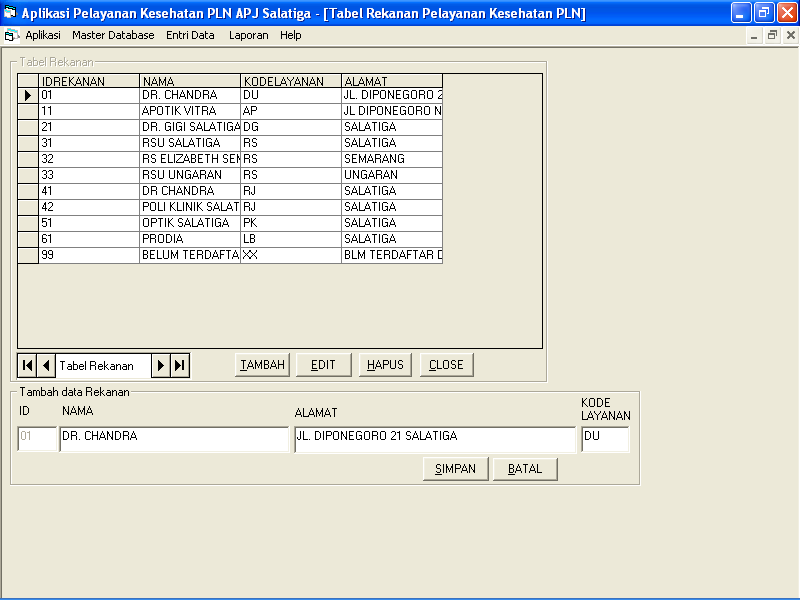 Aplikasi Pelayanan Kesehatan PLN APJ Salatiga - [Tabel Rekanan Pelayanan Kesehatan PLN]
Aplikasi Master Database Entri Data Laporan Help
Tabel Rekanan
IDREKANAN NAMA KODELAYANAN ALAMAT
01 DR. CHANDRA DU JL. DIPONEGORO 2
11 APOTIK VITRA AP JL DIPONEGORO N
21 DR. GIGI SALATIGA DG SALATIGA
31 RSU SALATIGA RS SALATIGA
32 RS ELIZABETH SEM RS SEMARANG
33 RSU UNGARAN RS UNGARAN
41 DR CHANDRA RJ SALATIGA
42 POLI KLINIK SALAT RJ SALATIGA
51 OPTIK SALATIGA PK SALATIGA
61 PRODIA LB SALATIGA
99 BELUM TERDAFTA XX BLM TERDAFTAR D
Tabel Rekanan TAMBAH EDIT HAPUS CLOSE
Tambah data Rekanan
ID NAMA ALAMAT KODE LAYANAN
01 DR. CHANDRA JL. DIPONEGORO 21 SALATIGA DU
SIMPAN BATAL